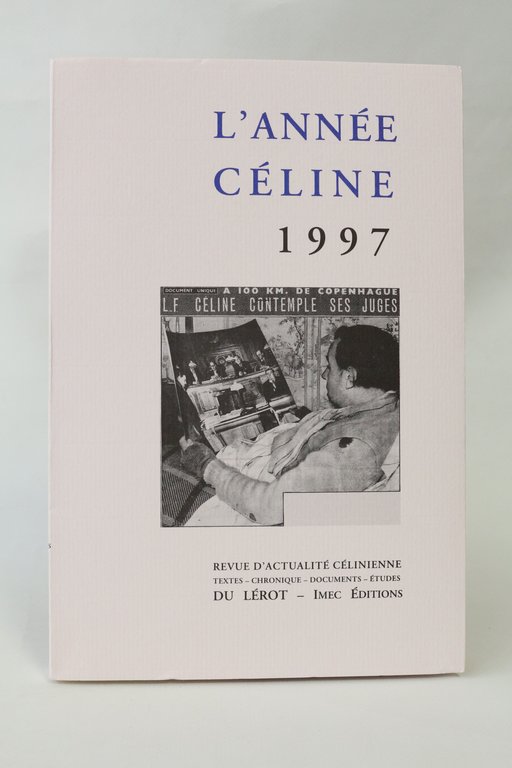 L'ANNÉE
CÉLINE
1997
DOCUMENT UNIQUE A 100 KM. DE COPENHAGUE
L.F. CÉLINE CONTEMPLE SES JUGES
REVUE D'ACTUALITÉ CÉLINIENNE
TEXTES – CHRONIQUE – DOCUMENTS – ÉTUDES
DU LÉROT – IMEC ÉDITIONS